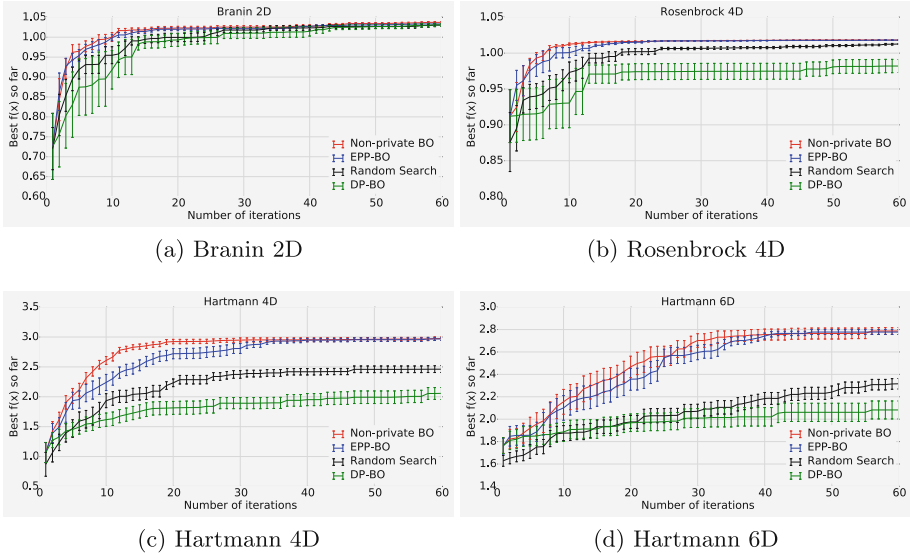 Branin 2D
Best f(x) so far
1.05
1.00
0.95
0.90
0.85
0.80
0.75
0.70
0.65
0.60
0
10
20
30
40
50
60
Number of iterations
Non-private BO
EPP-BO
Random Search
DP-BO
(a) Branin 2D
Rosenbrock 4D
Best f(x) so far
1.05
1.00
0.95
0.90
0.85
0.80
0
10
20
30
40
50
60
Number of iterations
Non-private BO
EPP-BO
Random Search
DP-BO
(b) Rosenbrock 4D
Hartmann 4D
Best f(x) so far
3.5
3.0
2.5
2.0
1.5
1.0
0.5
0
10
20
30
40
50
60
Number of iterations
Non-private BO
EPP-BO
Random Search
DP-BO
(c) Hartmann 4D
Hartmann 6D
Best f(x) so far
3.0
2.8
2.6
2.4
2.2
2.0
1.8
1.6
1.4
0
10
20
30
40
50
60
Number of iterations
Non-private BO
EPP-BO
Random Search
DP-BO
(d) Hartmann 6D